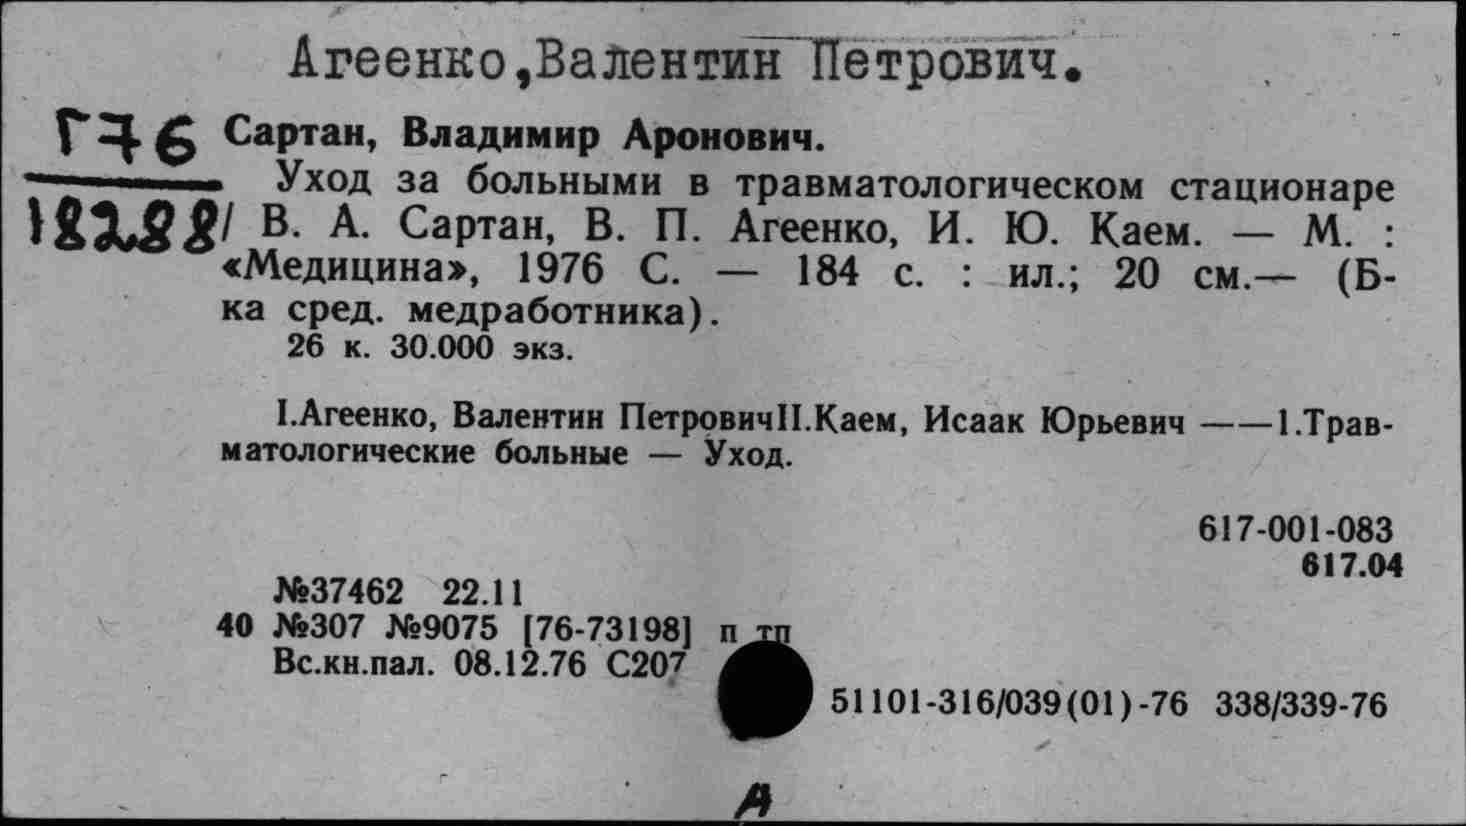 Агеенко,Валентин Петрович.
Г76 Сартан, Владимир Аронович.
Уход за больными в травматологическом стационаре
18288 / В. А. Сартан, В. П. Агеенко, И. Ю. Каем. — М. :
«Медицина», 1976 С. — 184 с. : ил.; 20 см.— (Б-
ка сред. медработника).
26 к. 30.000 экз.
I.Агеенко, Валентин ПетровичII.Каем, Исаак Юрьевич ——1.Трав-
матологические больные — Уход.
617-001-083
617.04
№37462 22.11
40 №307 №9075 [76-73198] п тп
Вс.кн.пал. 08.12.76 С207
51101-316/039(01)-76 338/339-76
А